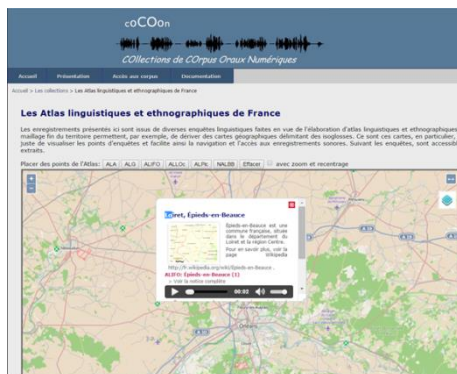 coCOon
COllections de COrpus Oraux Numériques
Accueil Présentation Accès aux corpus Documentation
Accueil > Les collections > Les Atlas linguistiques et ethnographiques de France
Les Atlas linguistiques et ethnographiques de France
Les enregistrements présentés ici sont issus de diverses enquêtes linguistiques faites en vue de l'élaboration d'atlas linguistiques et ethnographiques
maillage fin du territoire permettent, par exemple, de dériver des cartes géographiques délimitant des isoglosses. Ce sont ces cartes, en particulier,
juste de visualiser les points d'enquêtes et facilite ainsi la navigation et l'accès aux enregistrements sonores. Suivant les enquêtes, sont accessibl
extraits.
Placer des points de l'Atlas: ALA ALG ALIFO ALLOc ALPic NALBB Effacer avec zoom et recentrage
Loiret, Épieds-en-Beauce
Épieds-en-Beauce est une
commune française, située
dans le département du
Loiret et la région Centre.
Pour en savoir plus, voir la
page Wikipedia
http://fr.wikipedia.org/wiki/Épieds-en-Beauce .
ALIFO: Épieds-en-Beauce (1)
> Voir la notice complète
00:02
Orléans